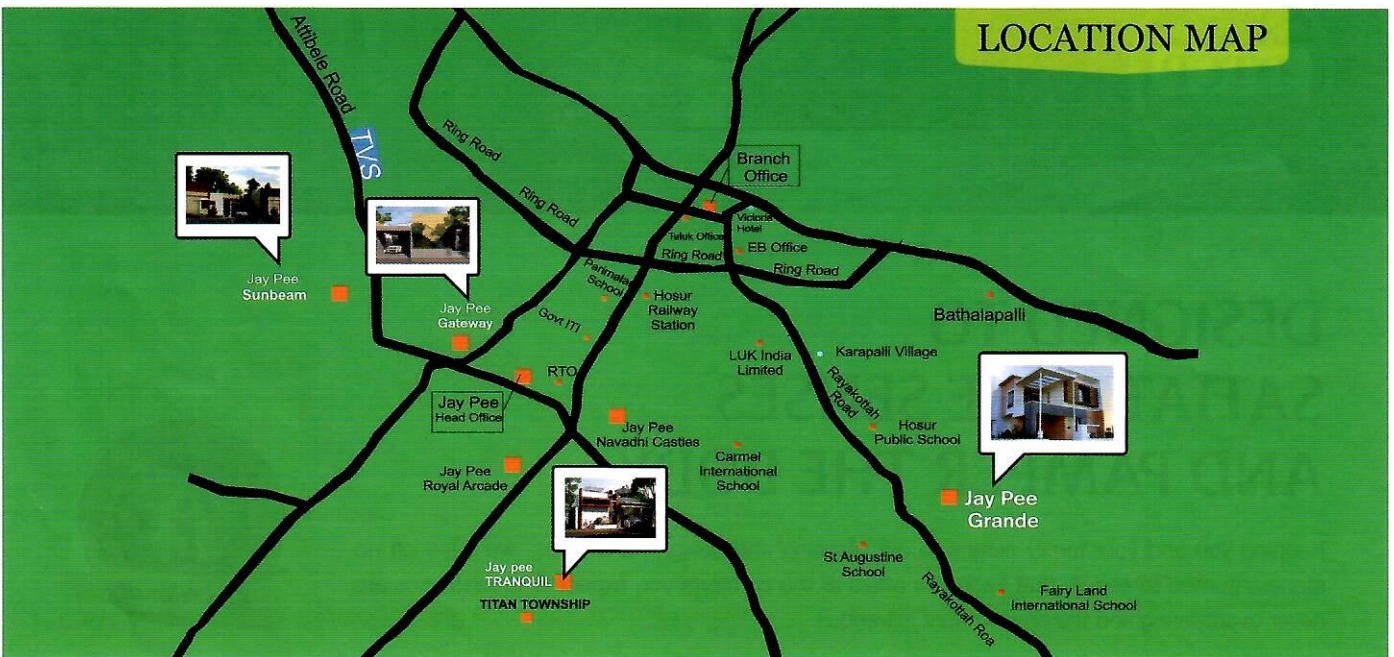 LOCATION MAP
Attibele Road
TVS
Ring Road
Ring Road
Branch
Office
Victoria
Hotel
Taluk Office
EB Office
Ring Road
Ring Road
Jay Pee
Sunbeam
Jay Pee
Gateway
Parimalam
School
Hosur
Railway
Station
Govt ITI
Bathalapalli
LUK India
Limited
Karapalli Village
RTO
Jay Pee
Head Office
Rayakottah
Road
Jay Pee
Navadhi Castles
Hosur
Public School
Carmel
International
School
Jay Pee
Royal Arcade
Jay Pee
Grande
St Augustine
School
Jay pee
TRANQUIL
TITAN TOWNSHIP
Rayakottah Roa
Fairy Land
International School